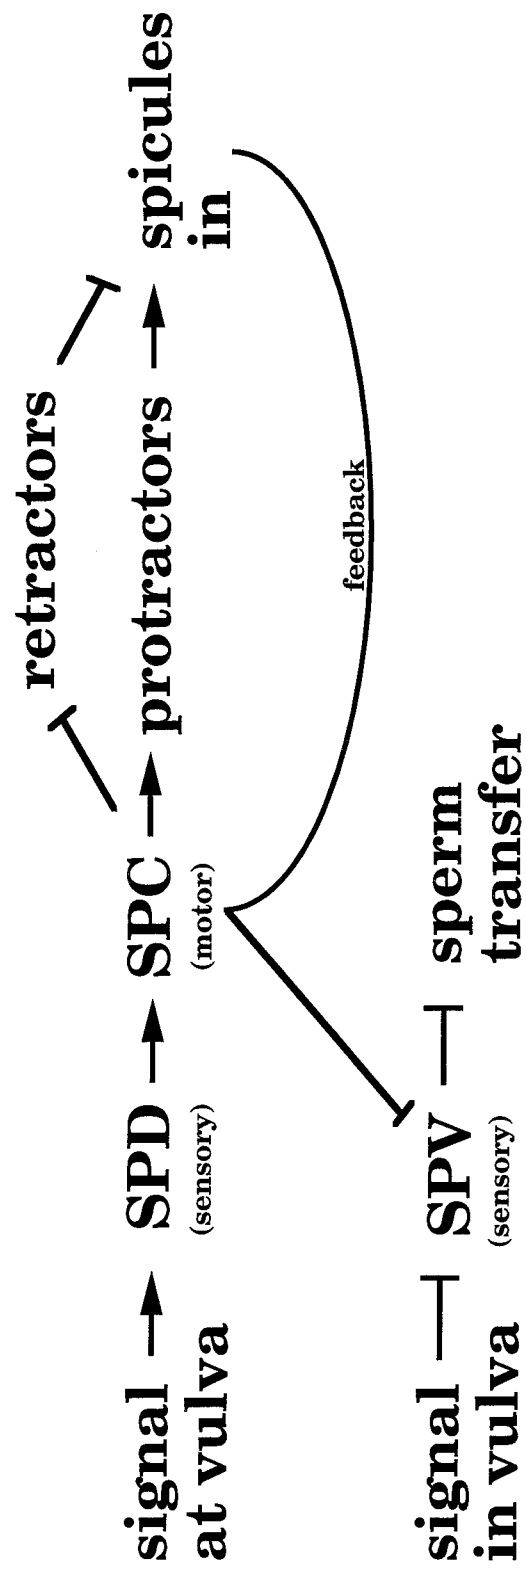 retractors
signal
at vulva
SPD
(sensory)
SPC
(motor)
protractors
spicules
in
feedback
signal
in vulva
SPV
(sensory)
sperm
transfer